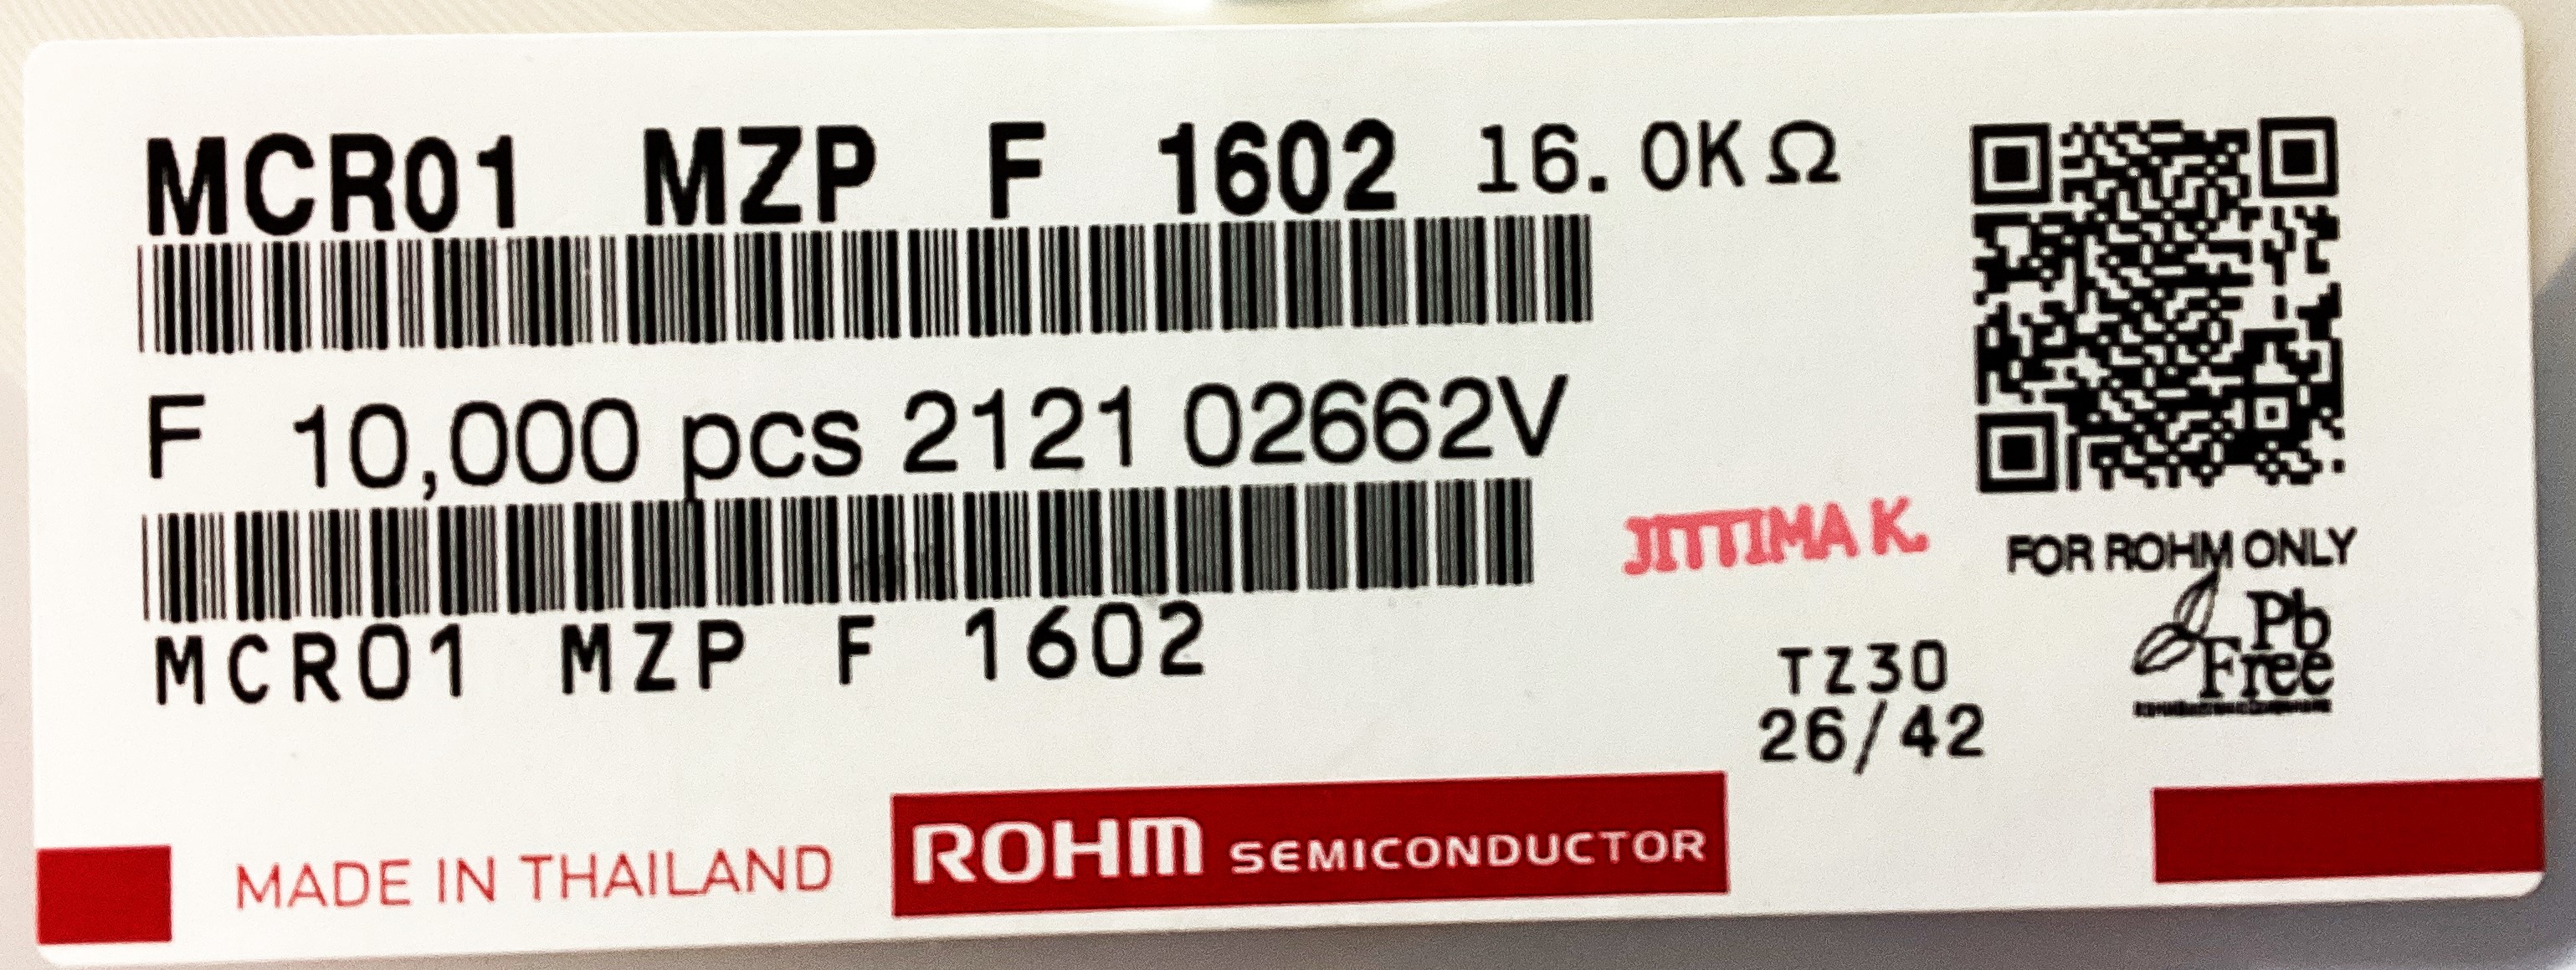 MCR01 MZP F 1602 16.0KΩ
F 10,000 pcs 2121 02662V
JITTIMA K.
FOR ROHM ONLY
MCR01 MZP F 1602
TZ30
26/42
Pb
Free
MADE IN THAILAND
ROHM SEMICONDUCTOR